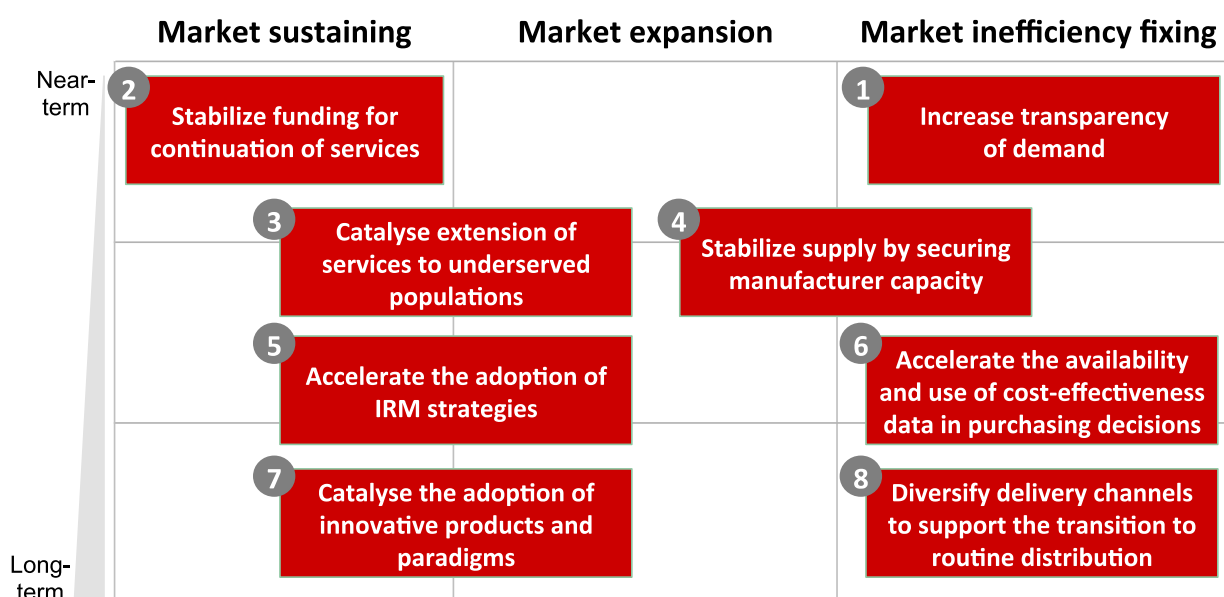 Market sustaining
Market expansion
Market inefficiency fixing
Near-
term
2
Stabilize funding for
continuation of services
1
Increase transparency
of demand
3
Catalyse extension of
services to underserved
populations
4
Stabilize supply by securing
manufacturer capacity
5
Accelerate the adoption of
IRM strategies
6
Accelerate the availability
and use of cost-effectiveness
data in purchasing decisions
7
Catalyse the adoption of
innovative products and
paradigms
8
Diversify delivery channels
to support the transition to
routine distribution
Long-
term